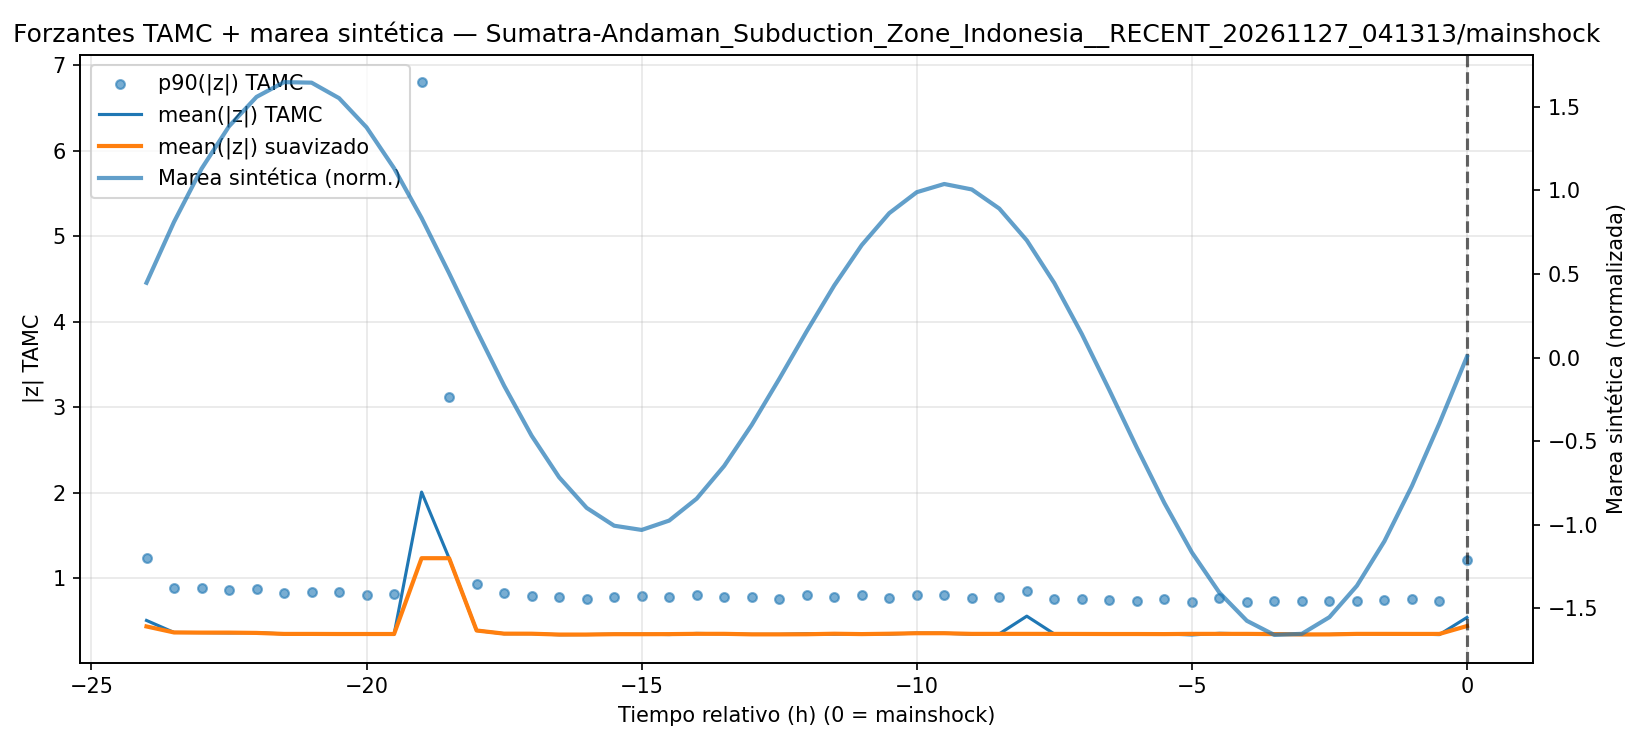 Forzantes TAMC + marea sintética — Sumatra-Andaman_Subduction_Zone_Indonesia__RECENT_20261127_041313/mainshock
p90(|z|) TAMC
mean(|z|) TAMC
mean(|z|) suavizado
Marea sintética (norm.)
|z| TAMC
7
6
5
4
3
2
1
Marea sintética (normalizada)
1.5
1.0
0.5
0.0
−0.5
−1.0
−1.5
−25
−20
−15
−10
−5
0
Tiempo relativo (h) (0 = mainshock)